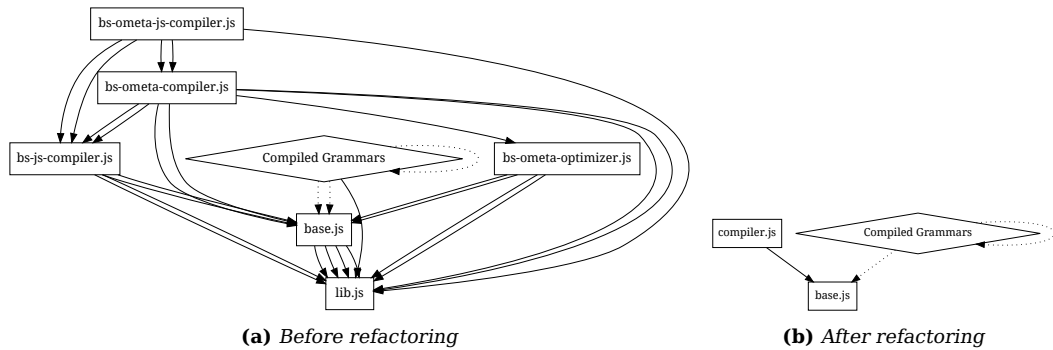 bs-ometa-js-compiler.js
bs-ometa-compiler.js
bs-js-compiler.js
Compiled Grammars
bs-ometa-optimizer.js
base.js
lib.js
(a) Before refactoring
compiler.js
Compiled Grammars
base.js
(b) After refactoring